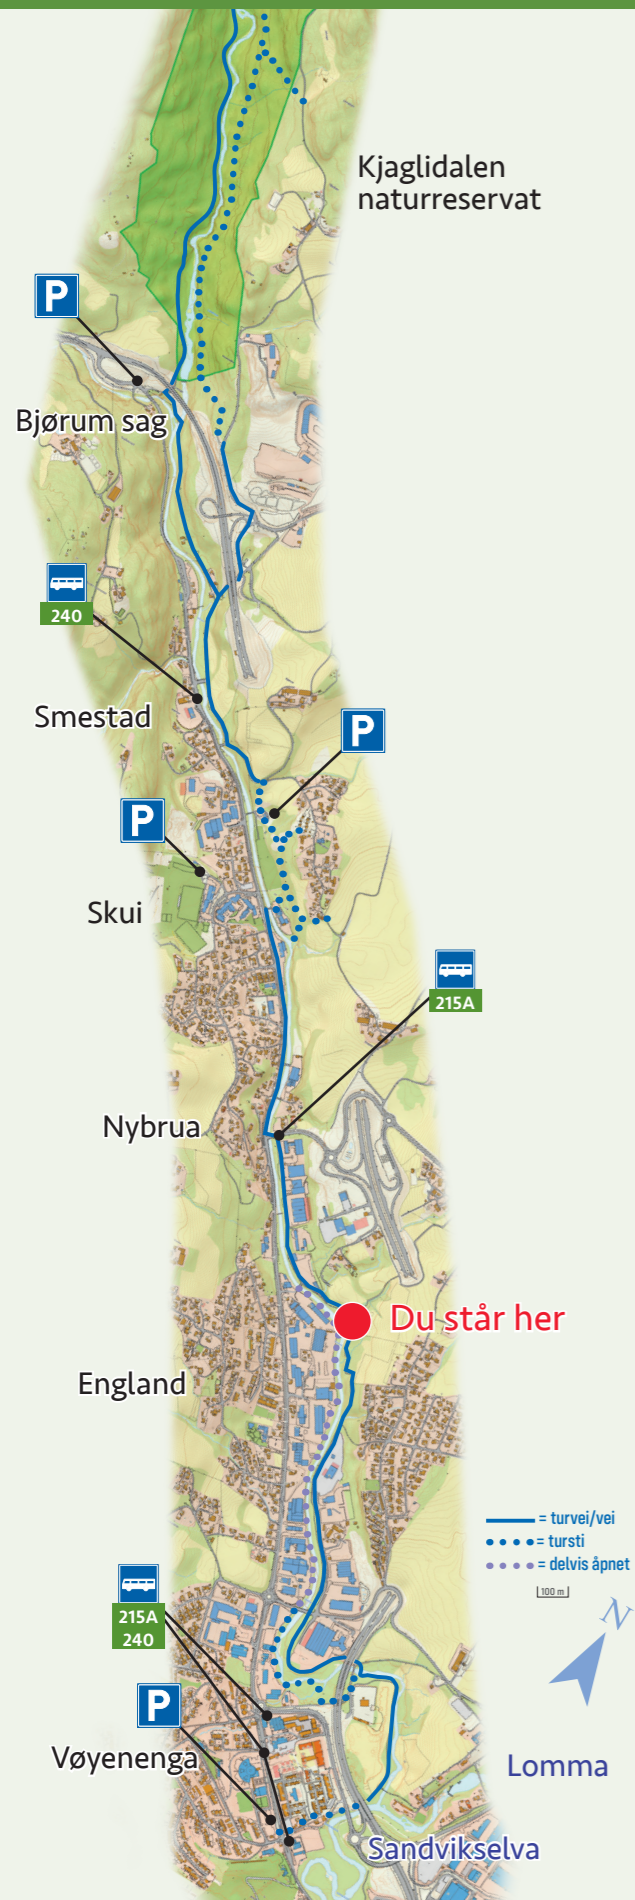 Kjaglidalen
naturreservat
P
Bjørum sag
240
Smestad
P
P
Skui
215A
Nybrua
Du står her
England
= turvei/vei
= tursti
= delvis åpnet
100 m
N
215A
240
P
Vøyenenga
Lomma
Sandvikselva